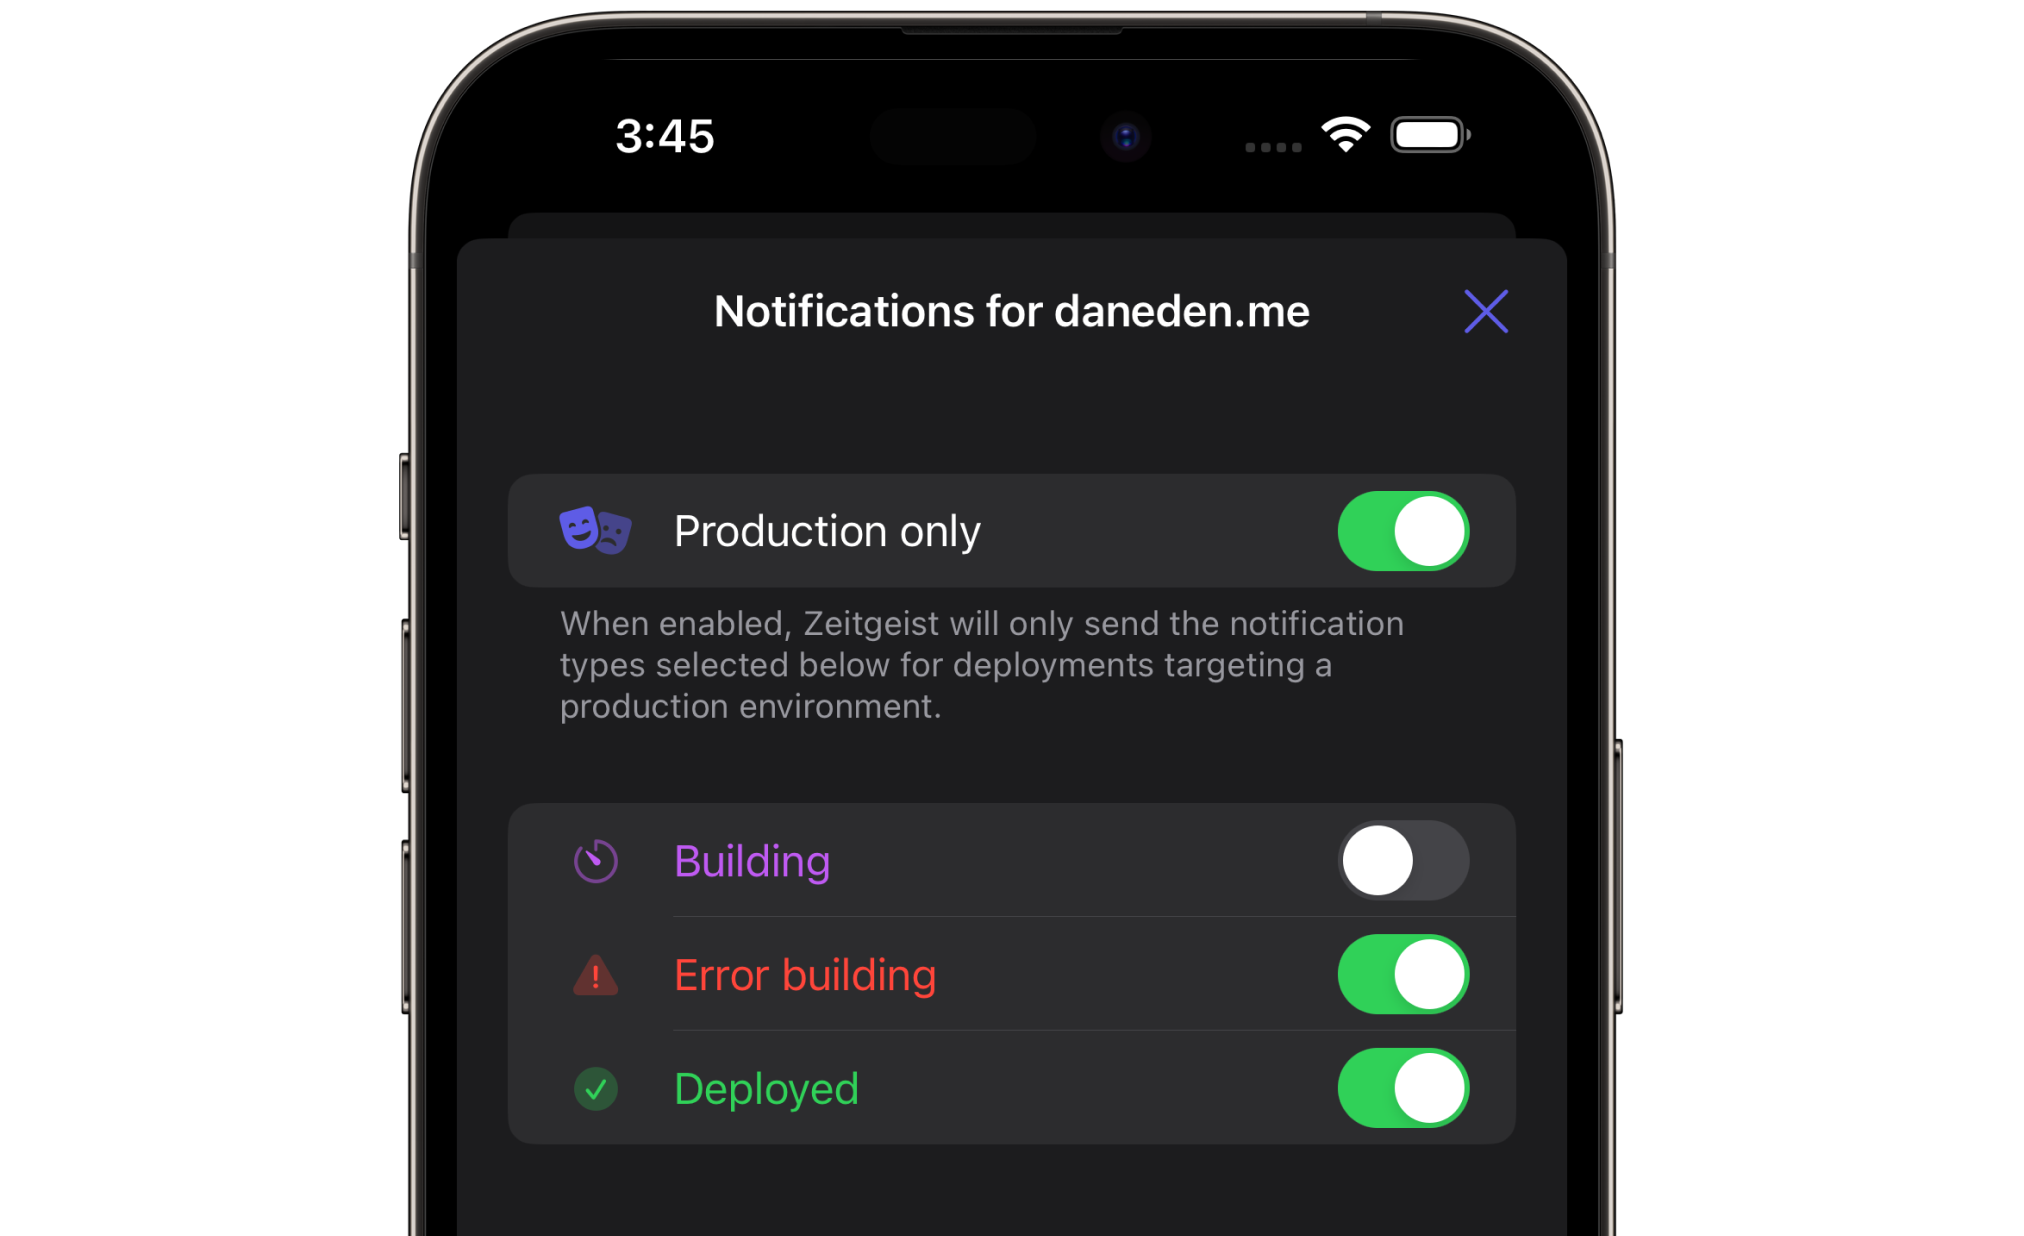 3:45
Notifications for daneden.me
Production only
When enabled, Zeitgeist will only send the notification
types selected below for deployments targeting a
production environment.
Building
Error building
Deployed